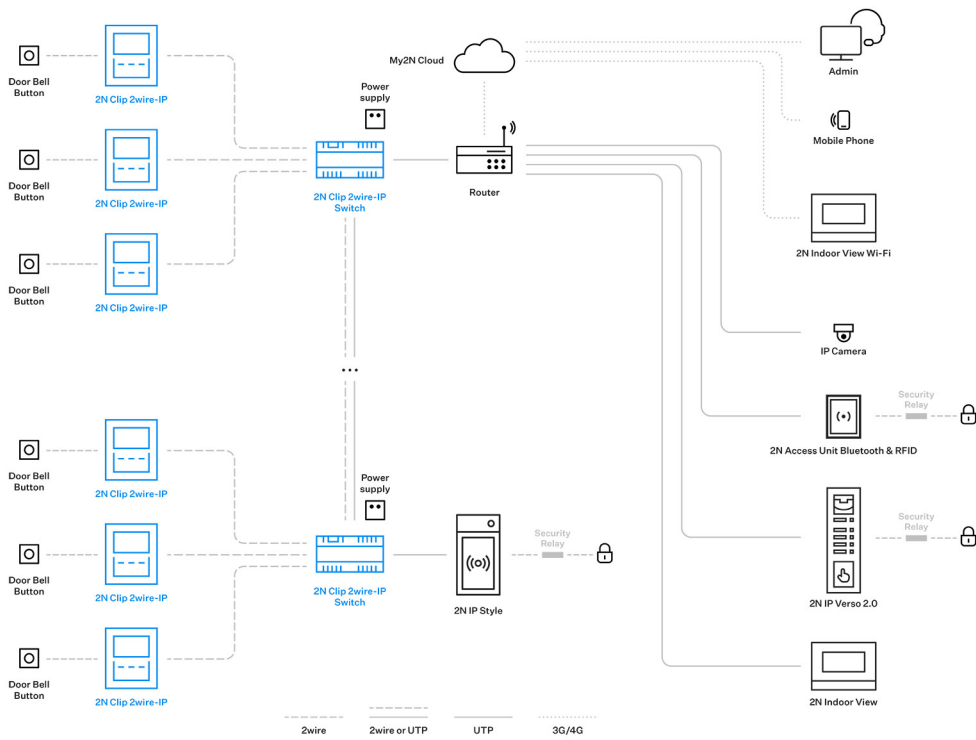 Door Bell
Button
2N Clip 2wire-IP
Door Bell
Button
2N Clip 2wire-IP
Door Bell
Button
2N Clip 2wire-IP
Power
supply
2N Clip 2wire-IP
Switch
My2N Cloud
Router
Admin
Mobile Phone
2N Indoor View Wi-Fi
IP Camera
Security
Relay
2N Access Unit Bluetooth & RFID
Security
Relay
2N IP Verso 2.0
2N Indoor View
...
Door Bell
Button
2N Clip 2wire-IP
Door Bell
Button
2N Clip 2wire-IP
Door Bell
Button
2N Clip 2wire-IP
Power
supply
2N Clip 2wire-IP
Switch
2N IP Style
Security
Relay
2wire
2wire or UTP
UTP
3G/4G